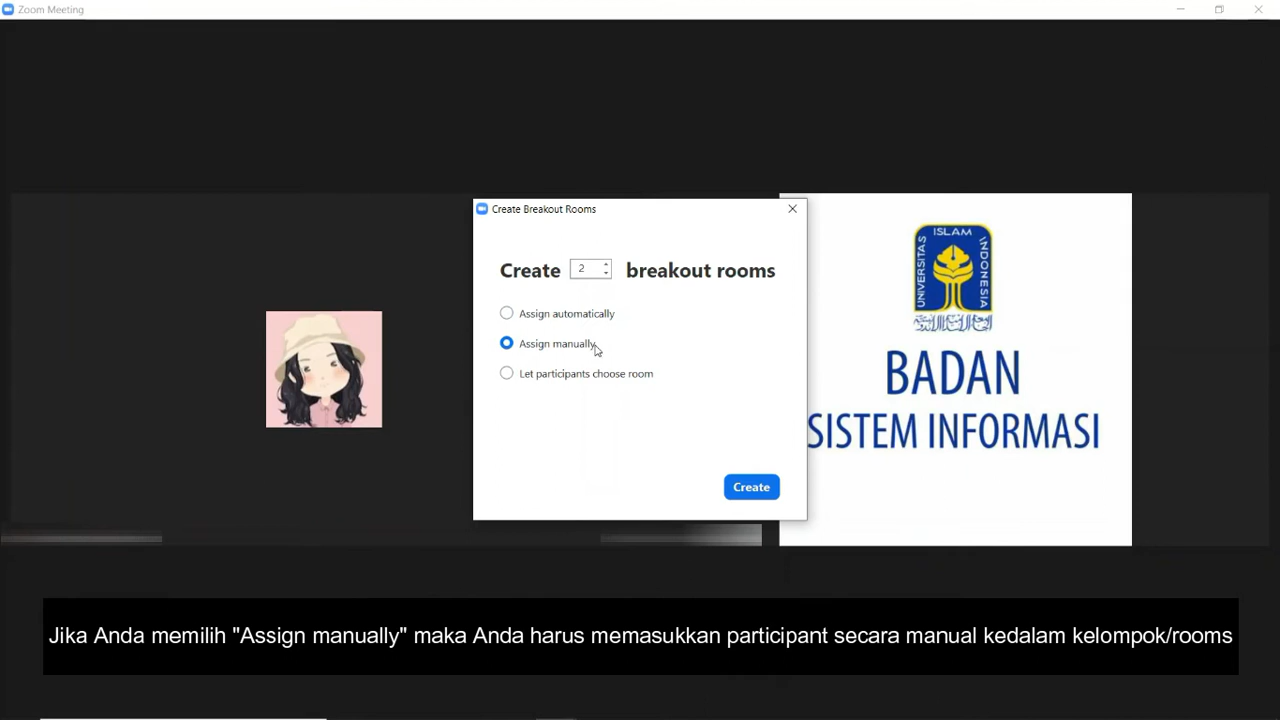 Zoom Meeting
Create Breakout Rooms
Create 2 breakout rooms
Assign automatically
Assign manually
Let participants choose room
Create
UNIVERSITAS ISLAM INDONESIA
BADAN
SISTEM INFORMASI
Jika Anda memilih "Assign manually" maka Anda harus memasukkan participant secara manual kedalam kelompok/rooms